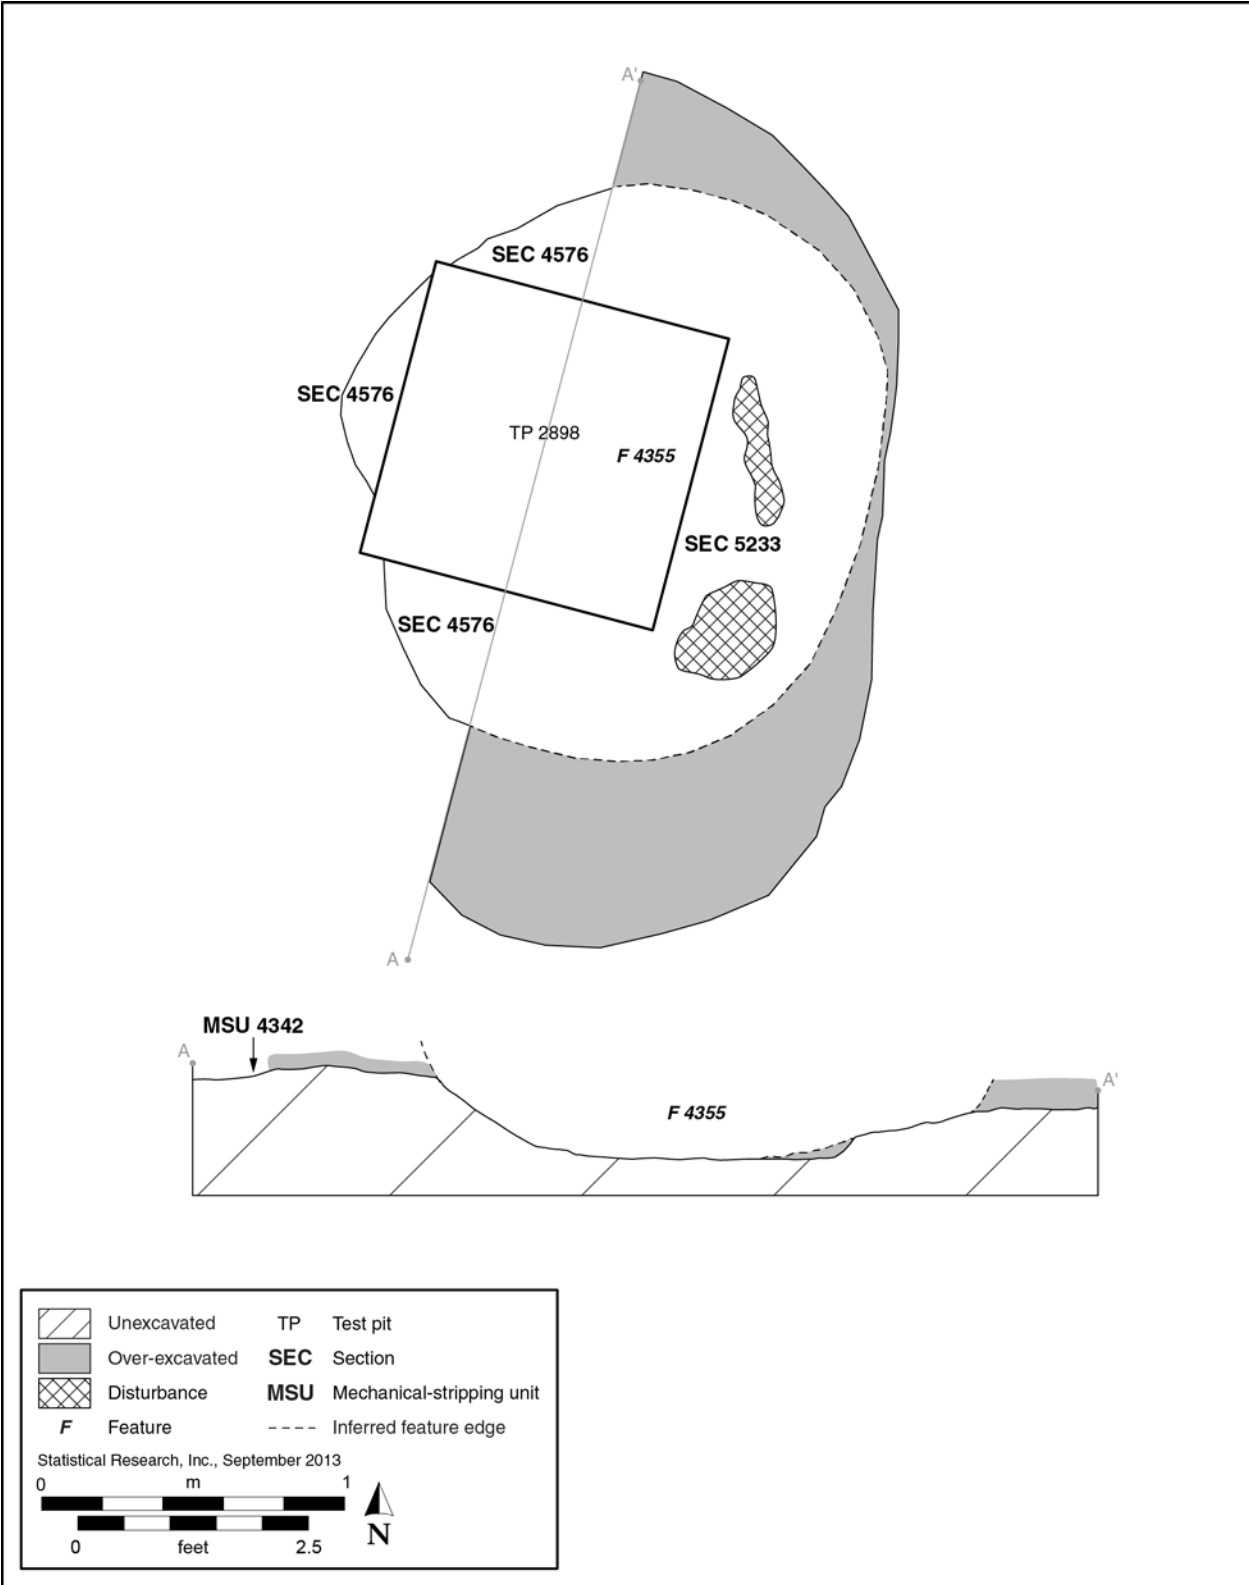 A'
SEC 4576
SEC 4576
TP 2898
F 4355
SEC 5233
SEC 4576
A
MSU 4342
A
A'
F 4355
Unexcavated
TP
Test pit
Over-excavated
SEC
Section
Disturbance
MSU
Mechanical-stripping unit
F
Feature
Inferred feature edge
Statistical Research, Inc., September 2013
0 m 1
N
0 feet 2.5